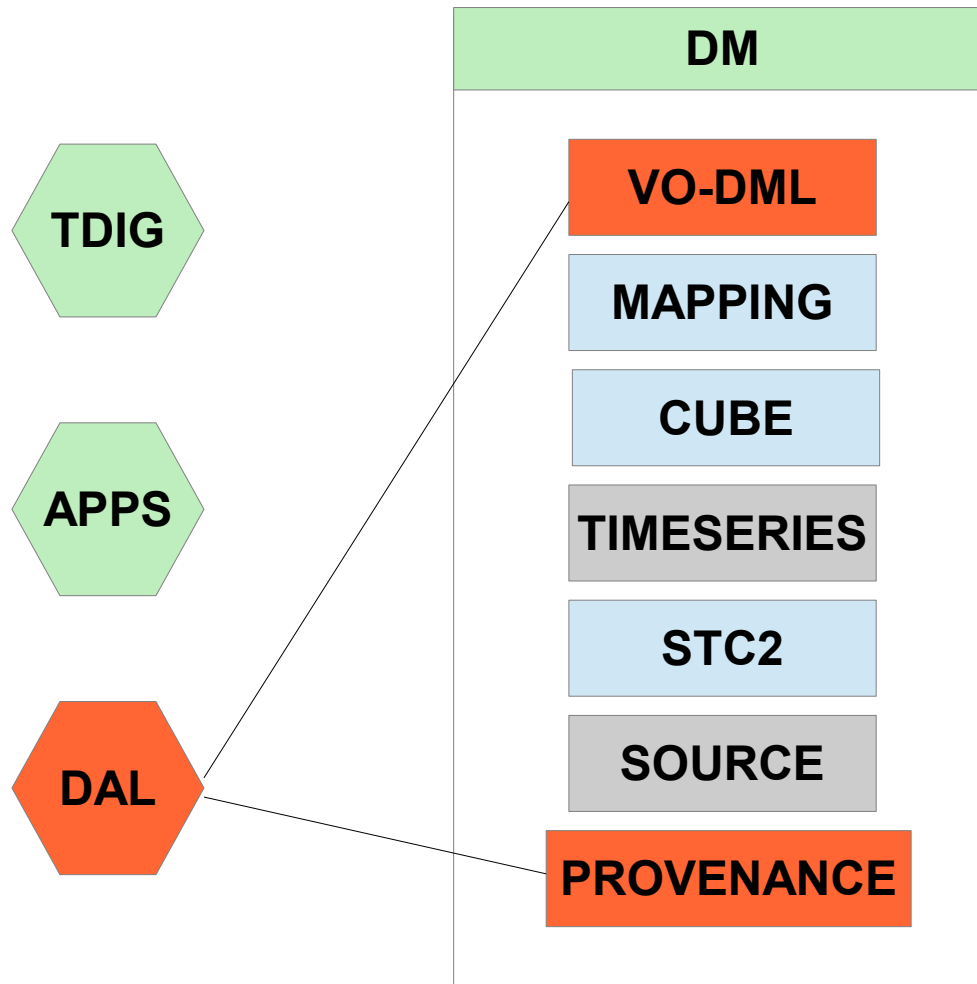 DM
TDIG
APPS
DAL
VO-DML
MAPPING
CUBE
TIMESERIES
STC2
SOURCE
PROVENANCE